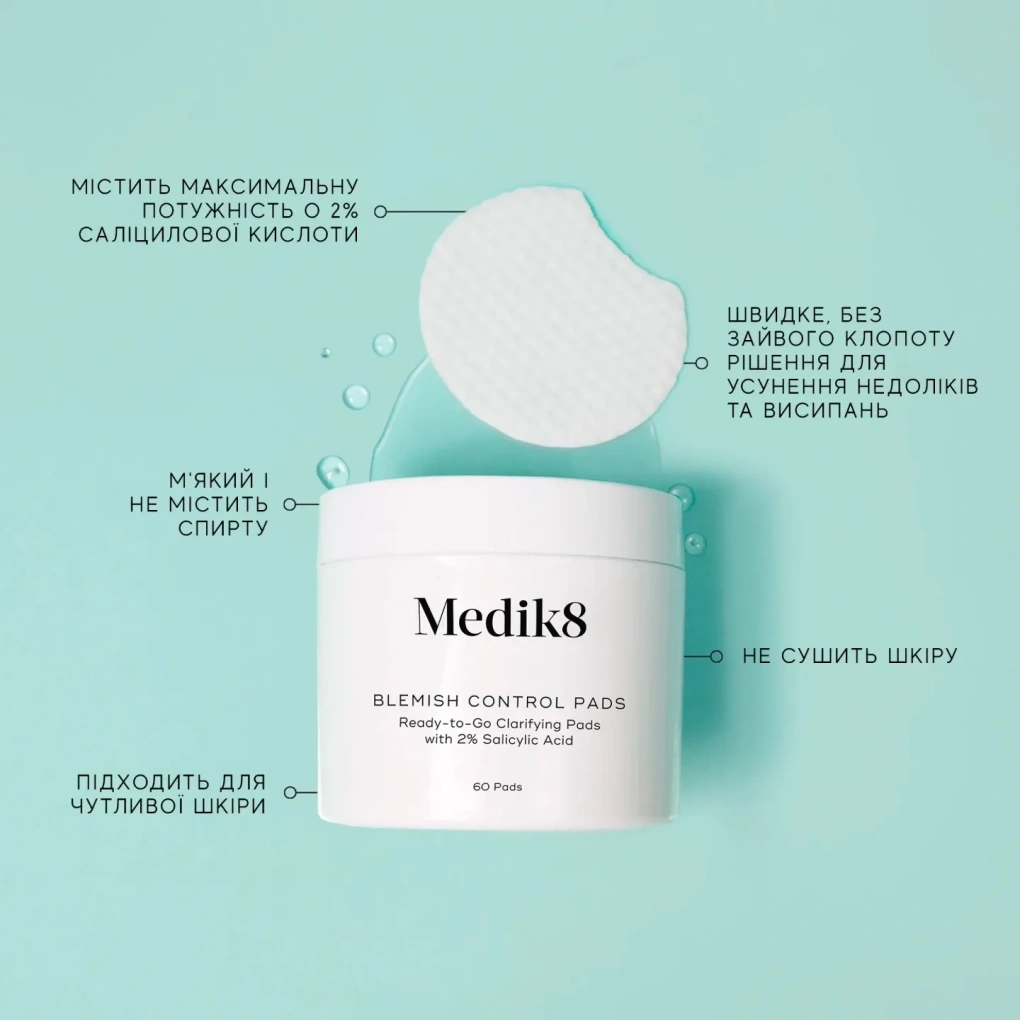 МІСТИТЬ МАКСИМАЛЬНУ
ПОТУЖНІСТЬ О 2%
САЛІЦИЛОВОЇ КИСЛОТИ
ШВИДКЕ, БЕЗ
ЗАЙВОГО КЛОПОТУ
РІШЕННЯ ДЛЯ
УСУНЕННЯ НЕДОЛІКІВ
ТА ВИСИПАНЬ
М'ЯКИЙ І
НЕ МІСТИТЬ
СПИРТУ
Medik8
BLEMISH CONTROL PADS
Ready-to-Go Clarifying Pads
with 2% Salicylic Acid
60 Pads
НЕ СУШИТЬ ШКІРУ
ПІДХОДИТЬ ДЛЯ
ЧУТЛИВОЇ ШКІРИ